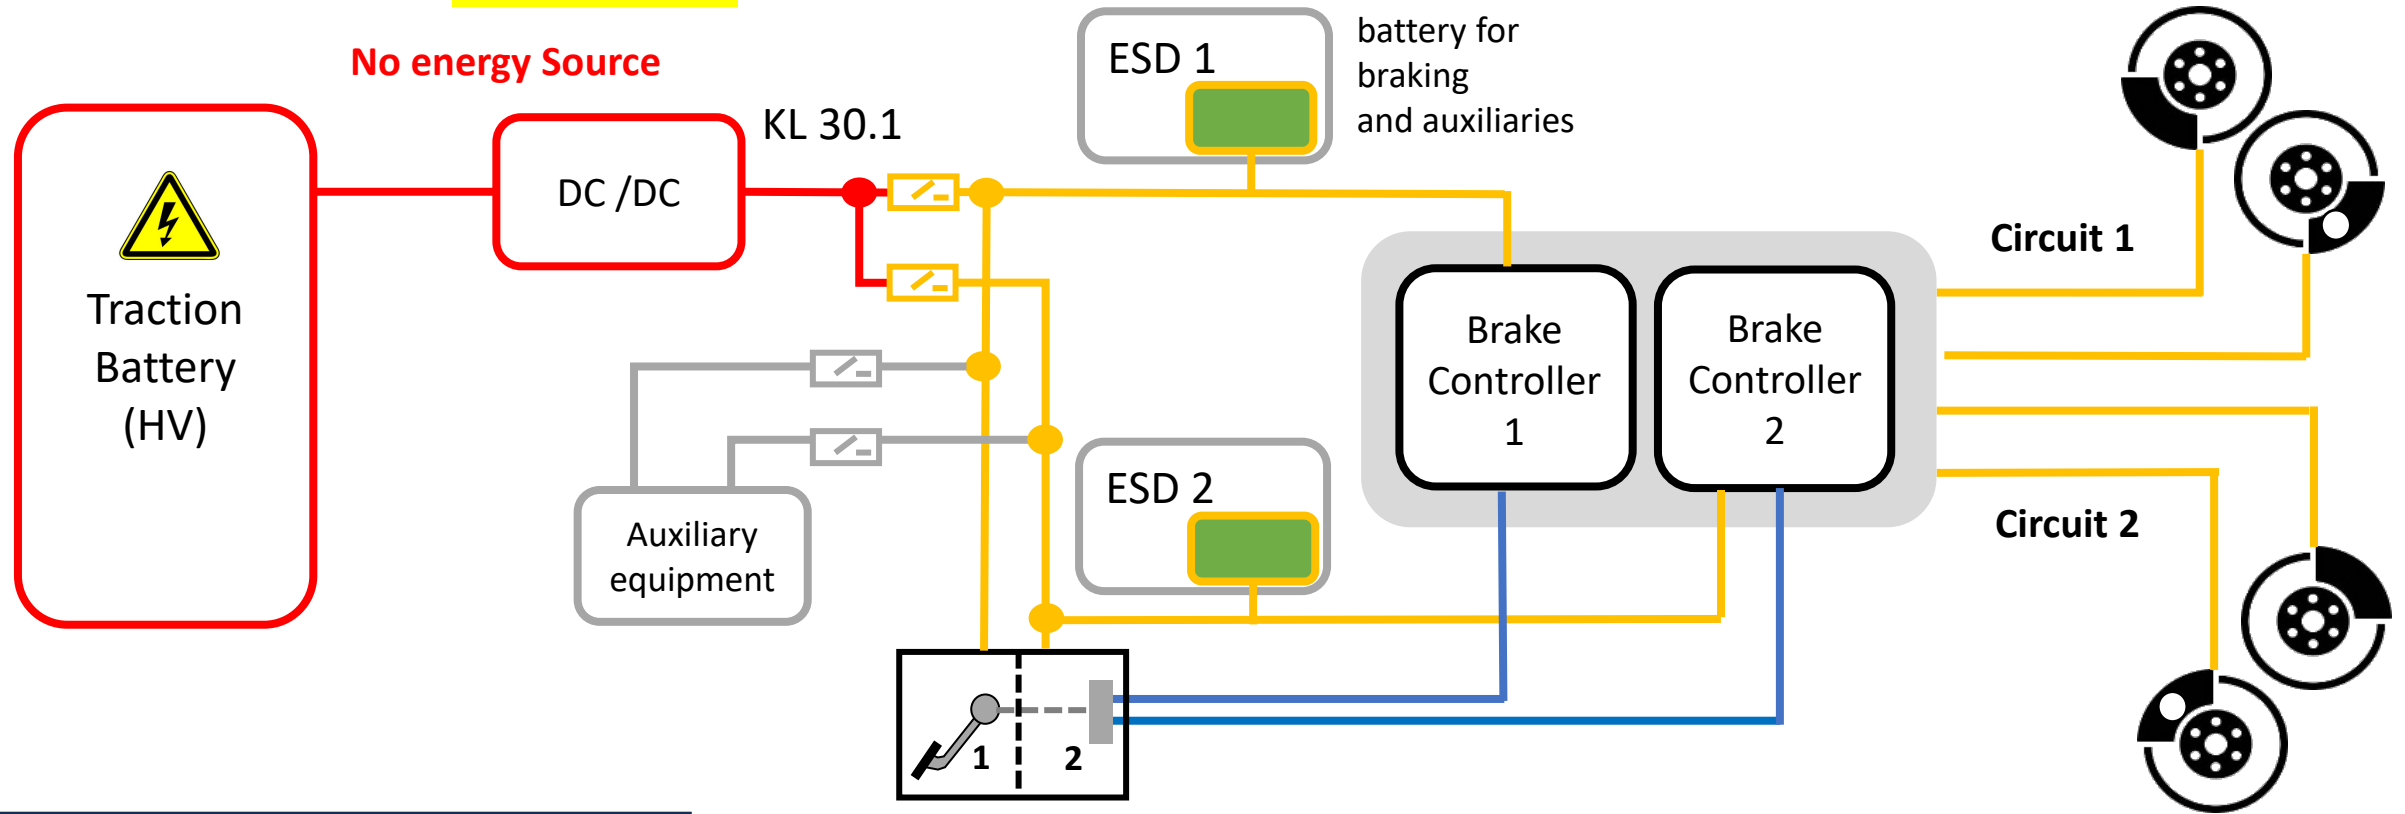 No energy Source
KL 30.1
ESD 1
battery for
braking
and auxiliaries
DC /DC
Traction
Battery
(HV)
Circuit 1
Brake
Controller
1
Brake
Controller
2
ESD 2
Auxiliary
equipment
Circuit 2
1
2